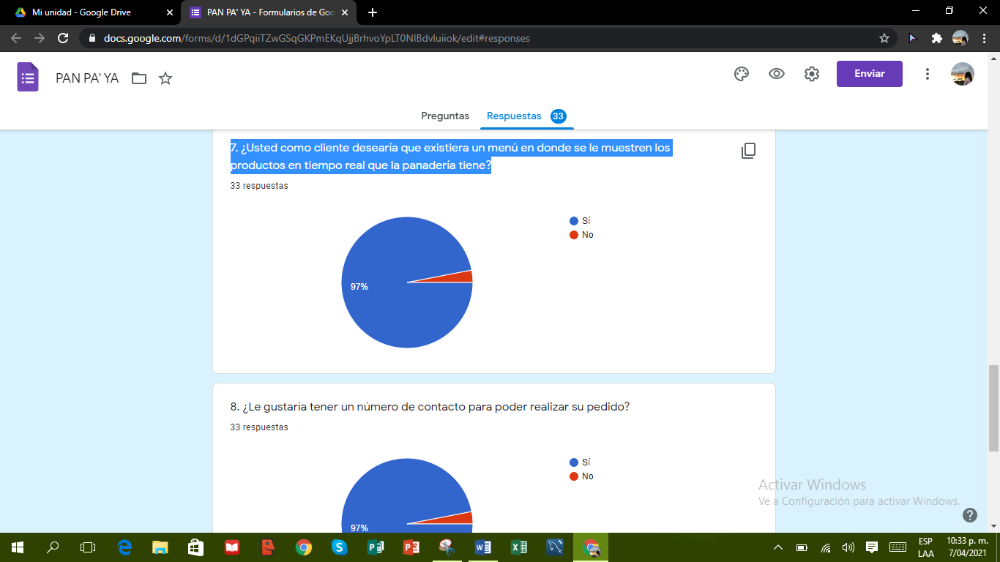 Mi unidad - Google Drive
PAN PA' YA - Formularios de Goo
docs.google.com/forms/d/1dGPqiiTZwGSqGKPmEKqUjjBrhvoYpLT0NIBdvluiiok/edit#responses
PAN PA' YA
Enviar
Preguntas Respuestas 33
7. ¿Usted como cliente desearía que existiera un menú en donde se le muestren los
productos en tiempo real que la panadería tiene?
33 respuestas
Sí
No
97%
8. ¿Le gustaría tener un número de contacto para poder realizar su pedido?
33 respuestas
Sí
No
97%
Activar Windows
Ve a Configuración para activar Windows.
ESP
LAA
10:33 p. m.
7/04/2021